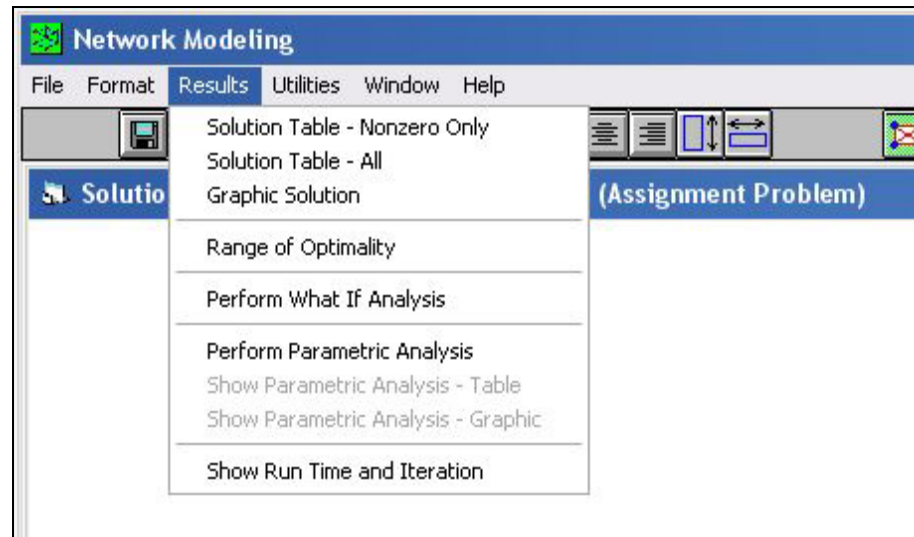 Network Modeling
File Format Results Utilities Window Help
Solution Table - Nonzero Only
Solution Table - All
Solutio (Assignment Problem)
Graphic Solution
Range of Optimality
Perform What If Analysis
Perform Parametric Analysis
Show Parametric Analysis - Table
Show Parametric Analysis - Graphic
Show Run Time and Iteration